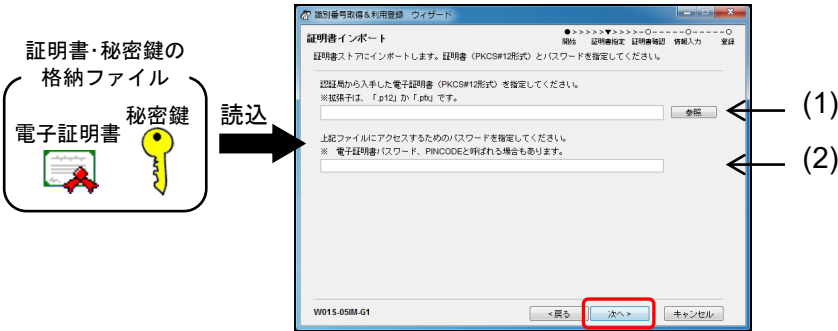 証明書・秘密鍵の
格納ファイル
電子証明書
秘密鍵
読込
識別番号取得&利用登録 ウィザード
証明書インポート
●>>>>>▼>>>>-○-----○-----○
開始 証明書指定 証明書確認 情報入力 登録
証明書ストアにインポートします。証明書（PKCS#12形式）とパスワードを指定してください。
認証局から入手した電子証明書（PKCS#12形式）を指定してください。
※拡張子は、「.p12」か「.pfx」です。
参照
(1)
上記ファイルにアクセスするためのパスワードを指定してください。
※ 電子証明書パスワード、PINCODEと呼ばれる場合もあります。
(2)
W01S-05IM-G1
<戻る
次へ>
キャンセル